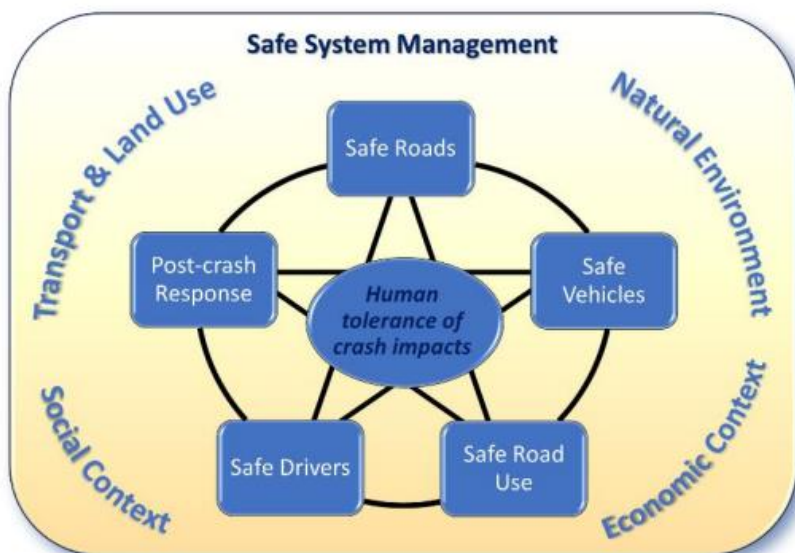 Safe System Management
Transport & Land Use
Natural Environment
Safe Roads
Post-crash
Response
Safe
Vehicles
Human
tolerance of
crash impacts
Safe Drivers
Safe Road
Use
Social Context
Economic Context